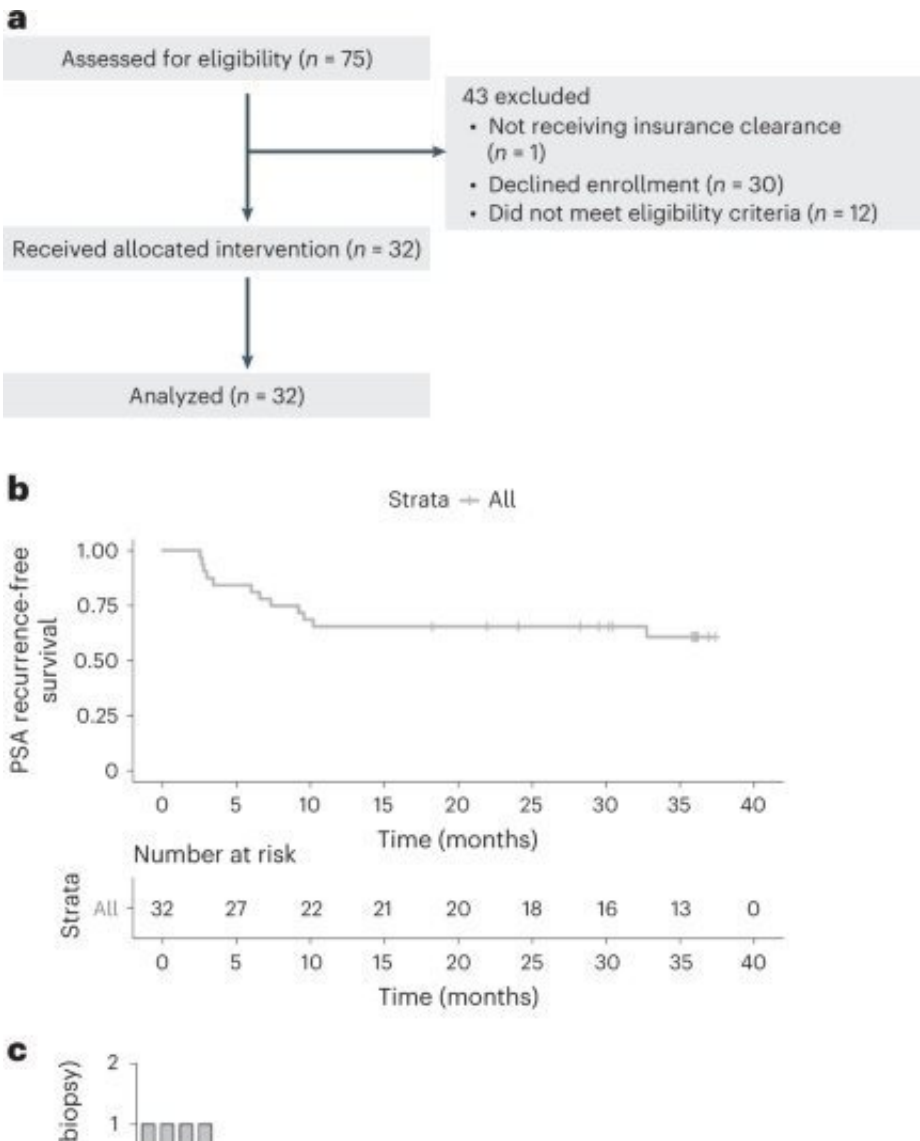 a
Assessed for eligibility (n = 75)
43 excluded
• Not receiving insurance clearance
(n = 1)
• Declined enrollment (n = 30)
• Did not meet eligibility criteria (n = 12)
Received allocated intervention (n = 32)
Analyzed (n = 32)
b
Strata All
PSA recurrence-free
survival
1.00
0.75
0.50
0.25
0
0 5 10 15 20 25 30 35 40
Time (months)
Number at risk
Strata
All 32 27 22 21 20 18 16 13 0
0 5 10 15 20 25 30 35 40
Time (months)
c
biopsy)
2
1